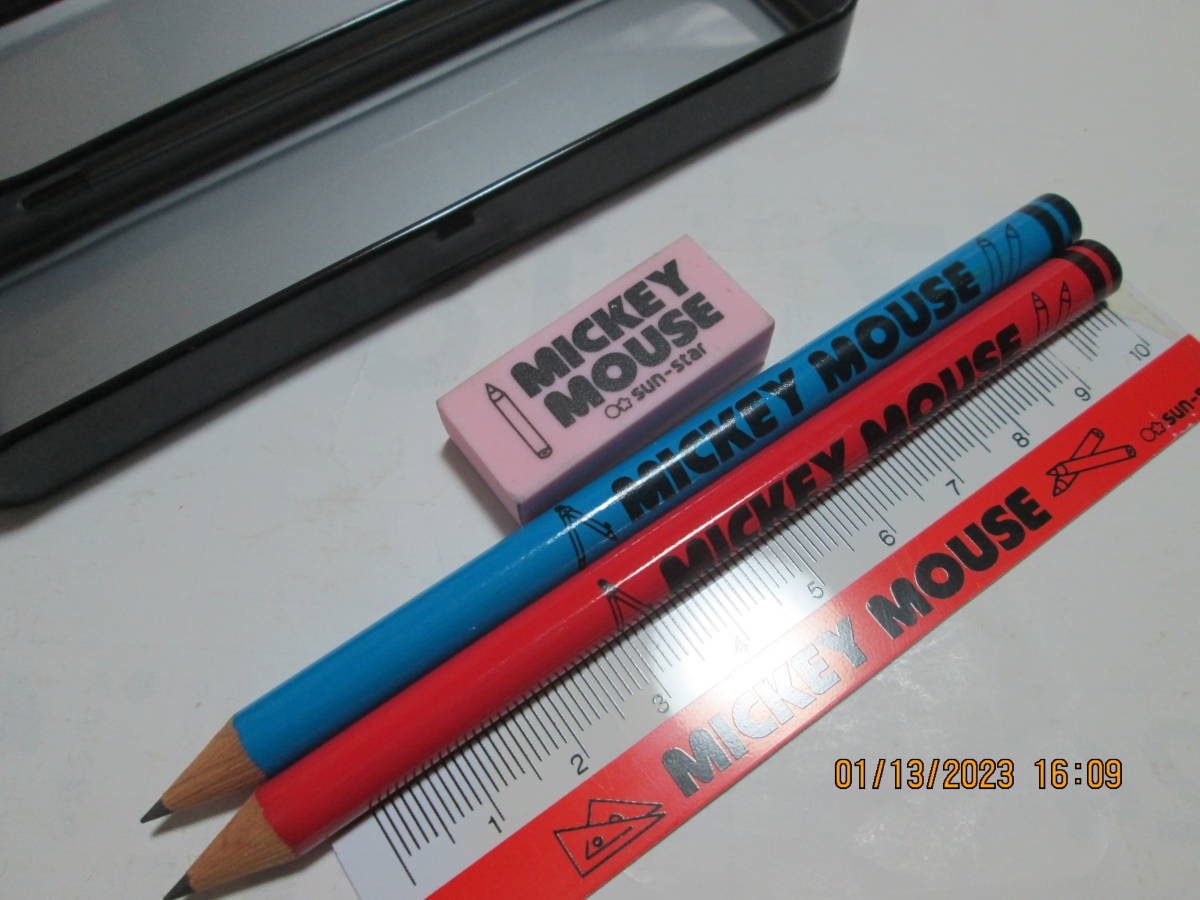 MICKEY
MOUSE
sun-star
MICKEY MOUSE
MICKEY MOUSE
1 2 3 4 5 6 7 8 9 10
MICKEY MOUSE
sun-s
01/13/2023 16:09